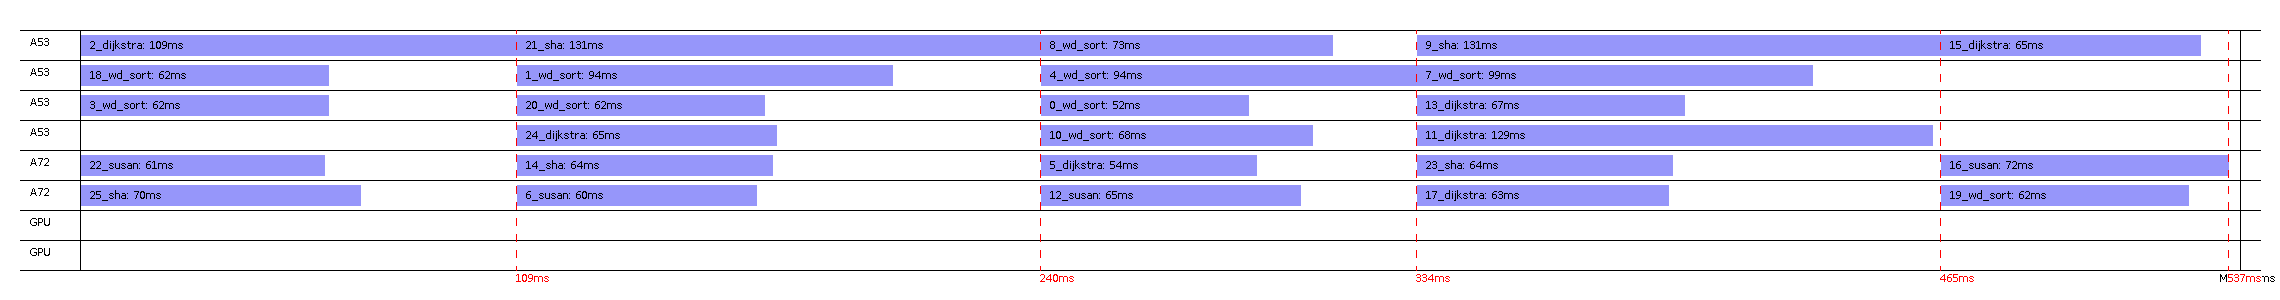 A53 2_dijkstra: 109ms 21_sha: 131ms 8_wd_sort: 73ms 9_sha: 131ms 15_dijkstra: 65ms
A53 18_wd_sort: 62ms 1_wd_sort: 94ms 4_wd_sort: 94ms 7_wd_sort: 99ms
A53 3_wd_sort: 62ms 20_wd_sort: 62ms 0_wd_sort: 52ms 13_dijkstra: 67ms
A53 24_dijkstra: 65ms 10_wd_sort: 68ms 11_dijkstra: 129ms
A72 22_susan: 61ms 14_sha: 64ms 5_dijkstra: 54ms 23_sha: 64ms 16_susan: 72ms
A72 25_sha: 70ms 6_susan: 60ms 12_susan: 65ms 17_dijkstra: 63ms 19_wd_sort: 62ms
GPU
GPU
109ms 240ms 334ms 465ms 537ms